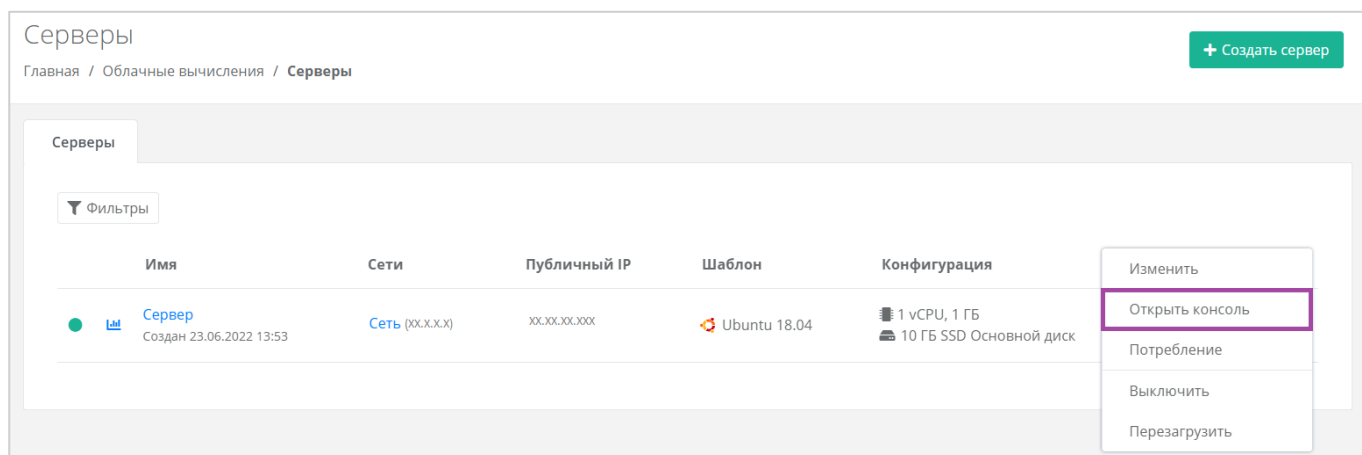 Серверы
+ Создать сервер
Главная / Облачные вычисления / Серверы
Серверы
Фильтры
Имя Сети Публичный IP Шаблон Конфигурация
Сервер
Создан 23.06.2022 13:53
Сеть (xx.x.x.x)
xx.xx.xx.xxx
Ubuntu 18.04
1 vCPU, 1 ГБ
10 ГБ SSD Основной диск
Изменить
Открыть консоль
Потребление
Выключить
Перезагрузить